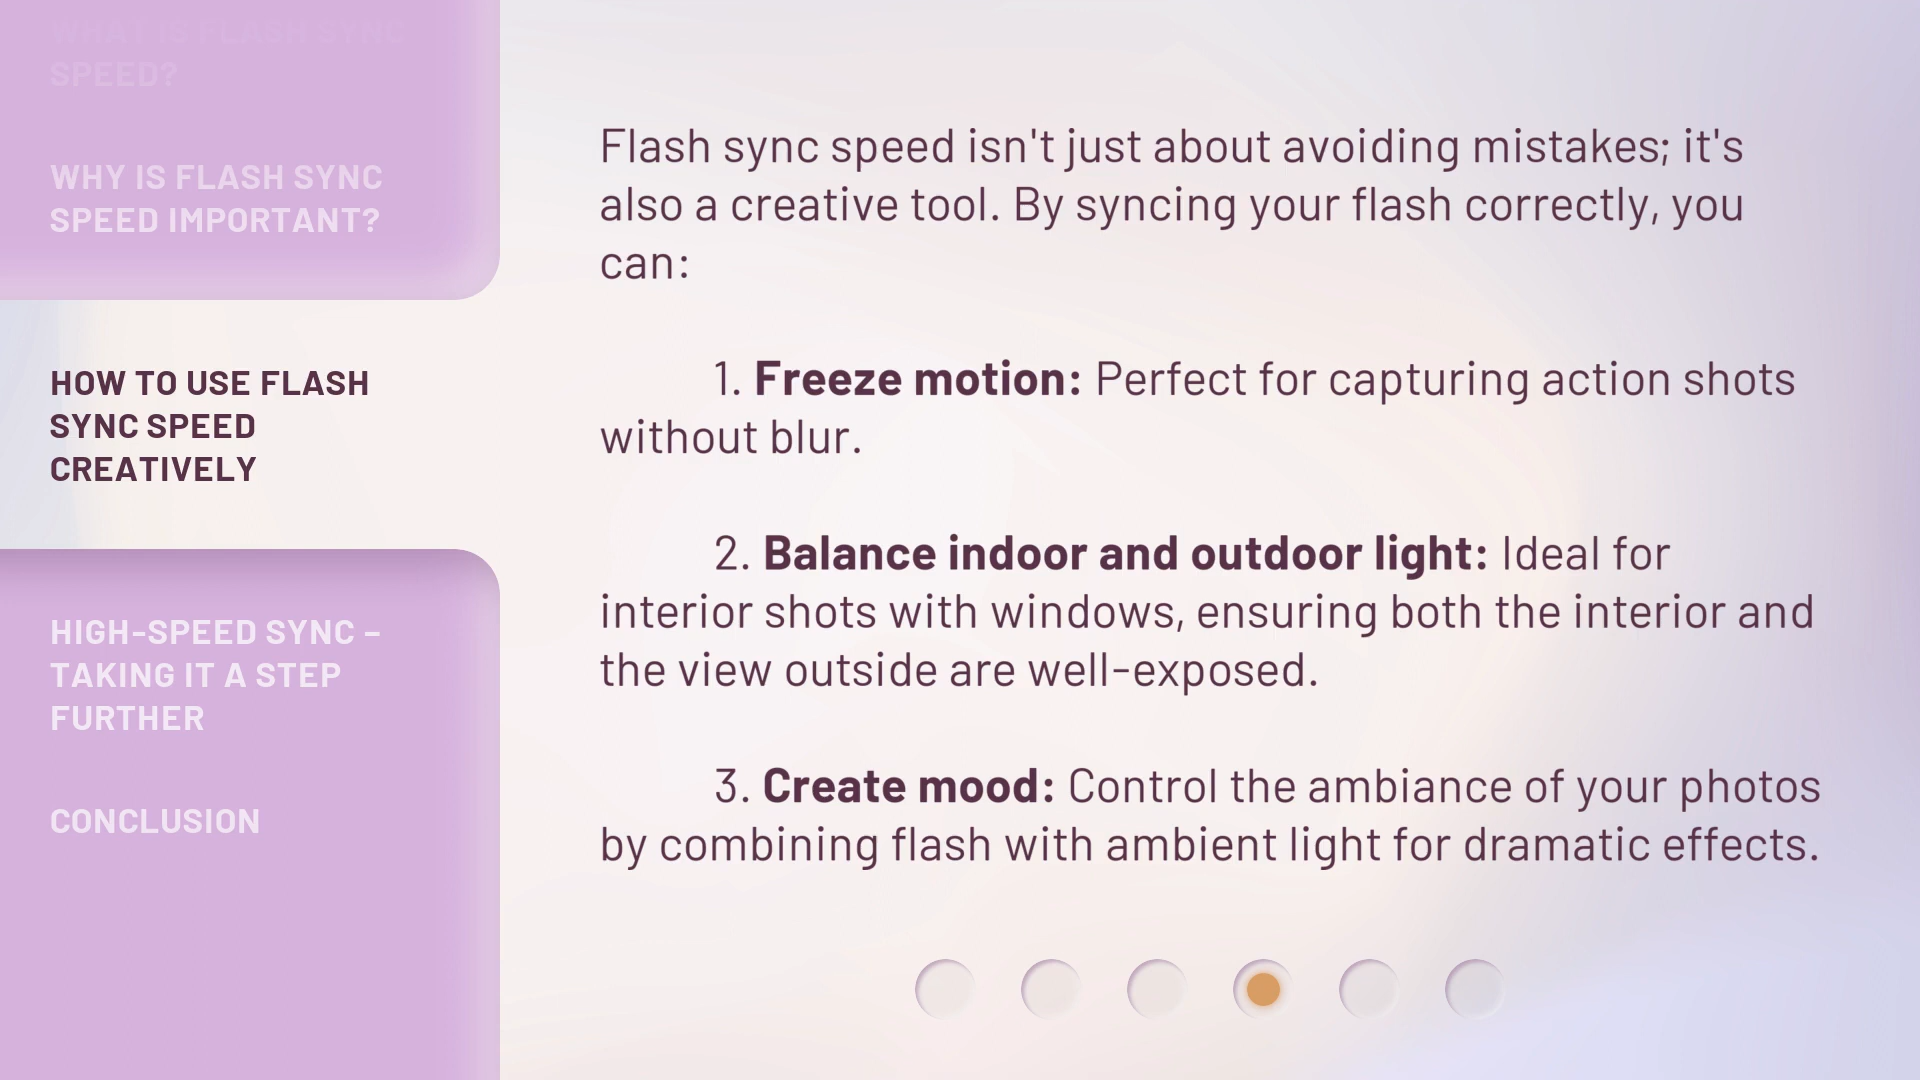 WHAT IS FLASH SYNC
SPEED?
WHY IS FLASH SYNC
SPEED IMPORTANT?
HOW TO USE FLASH
SYNC SPEED
CREATIVELY
HIGH-SPEED SYNC –
TAKING IT A STEP
FURTHER
CONCLUSION
Flash sync speed isn't just about avoiding mistakes; it's
also a creative tool. By syncing your flash correctly, you
can:
1. Freeze motion: Perfect for capturing action shots
without blur.
2. Balance indoor and outdoor light: Ideal for
interior shots with windows, ensuring both the interior and
the view outside are well-exposed.
3. Create mood: Control the ambiance of your photos
by combining flash with ambient light for dramatic effects.